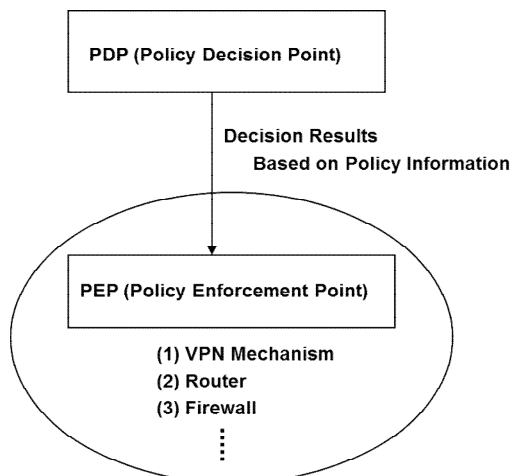 PDP (Policy Decision Point)
Decision Results
Based on Policy Information
PEP (Policy Enforcement Point)
(1) VPN Mechanism
(2) Router
(3) Firewall